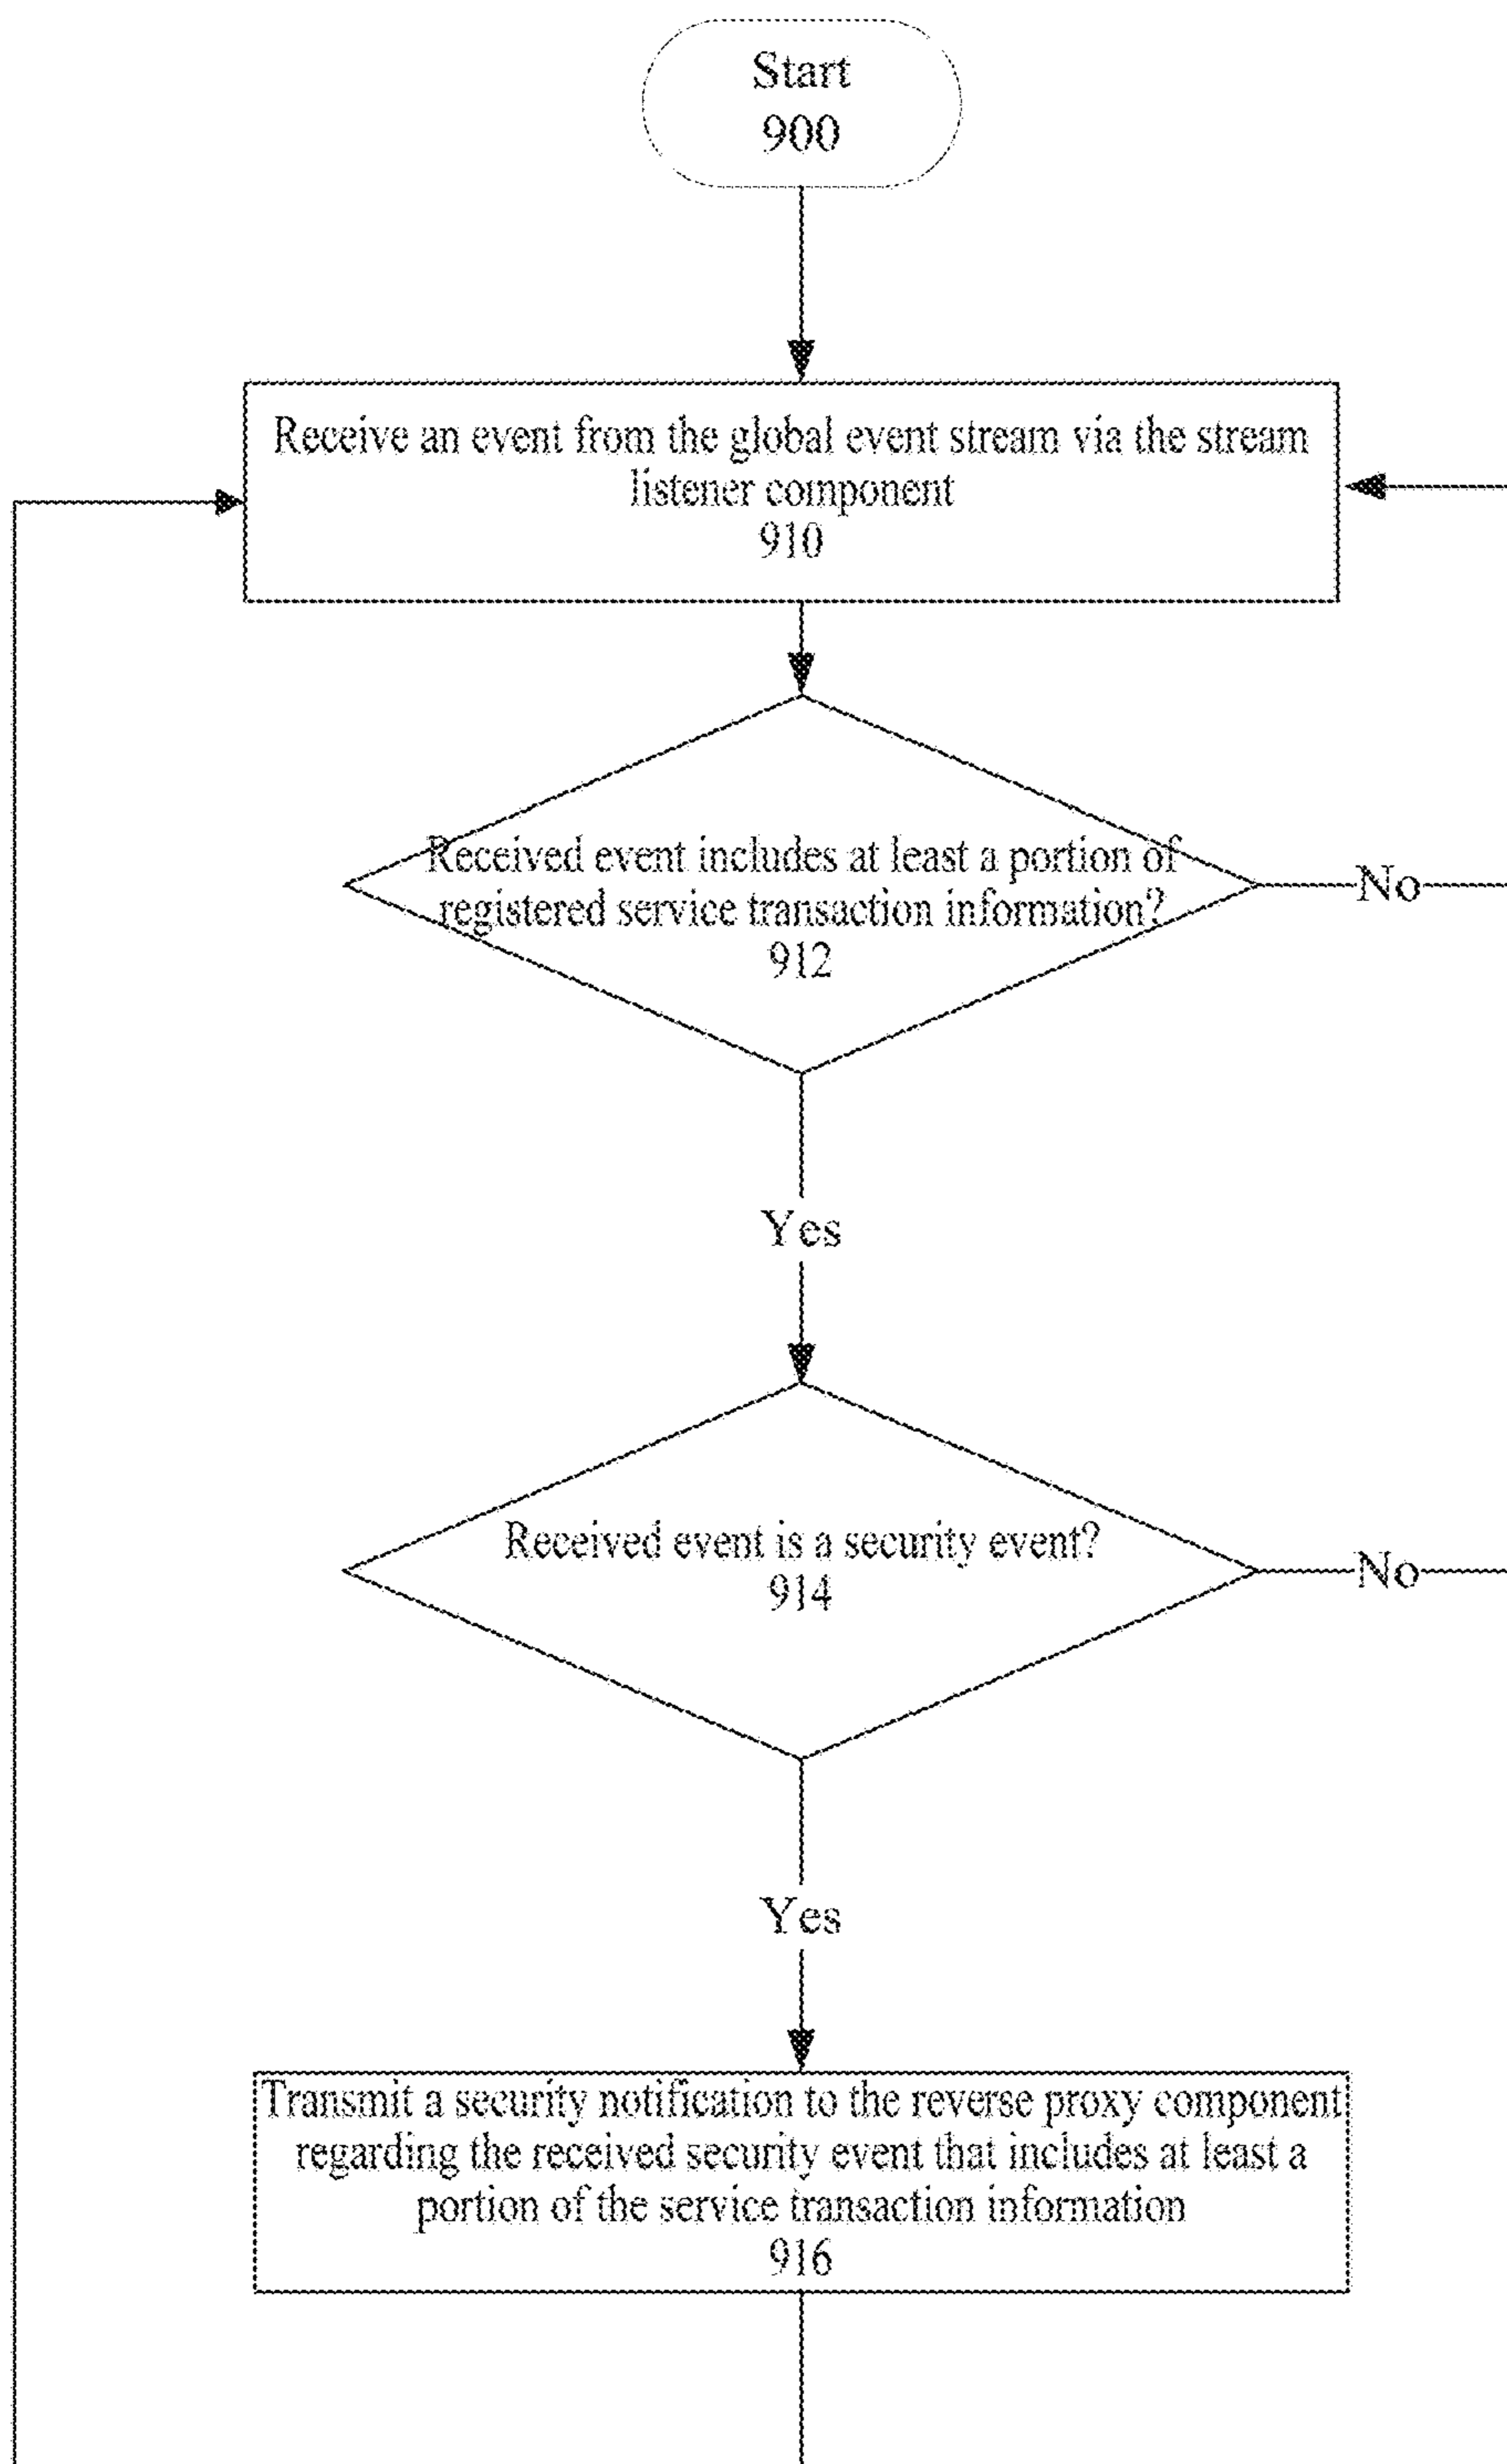 Start
900
Receive an event from the global event stream via the stream
listener component
910
Received event includes at least a portion of
registered service transaction information?
912
No
Yes
Received event is a security event?
914
No
Yes
Transmit a security notification to the reverse proxy component
regarding the received security event that includes at least a
portion of the service transaction information
916